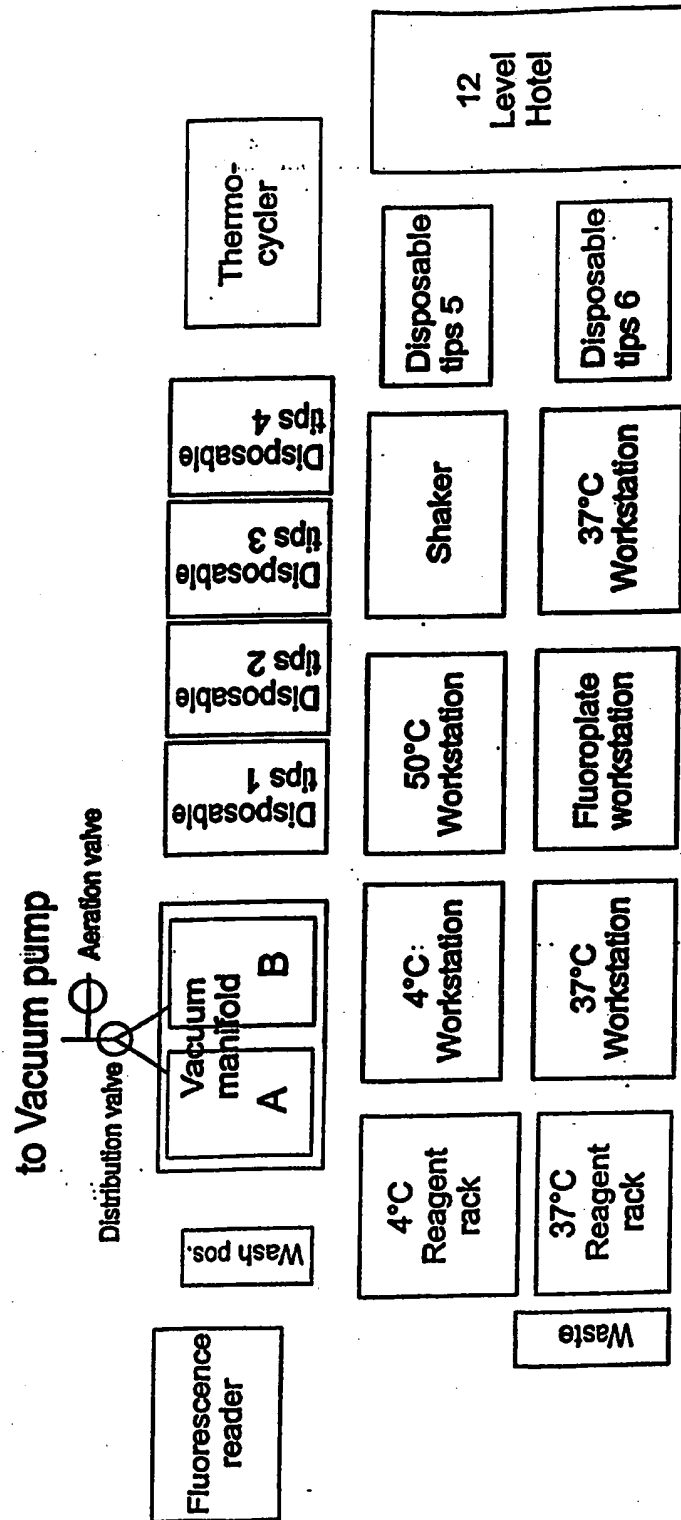 to Vacuum pump
Distribution valve
Aeration valve
Fluorescence
reader
Wash pos.
Vacuum
manifold
A
B
Disposable
tips 1
Disposable
tips 2
Disposable
tips 3
Disposable
tips 4
Thermo-
cycler
4°C
Reagent
rack
4°C
Workstation
50°C
Workstation
Shaker
Disposable
tips 5
12
Level
Hotel
Waste
37°C
Reagent
rack
37°C
Workstation
Fluoroplate
workstation
37°C
Workstation
Disposable
tips 6